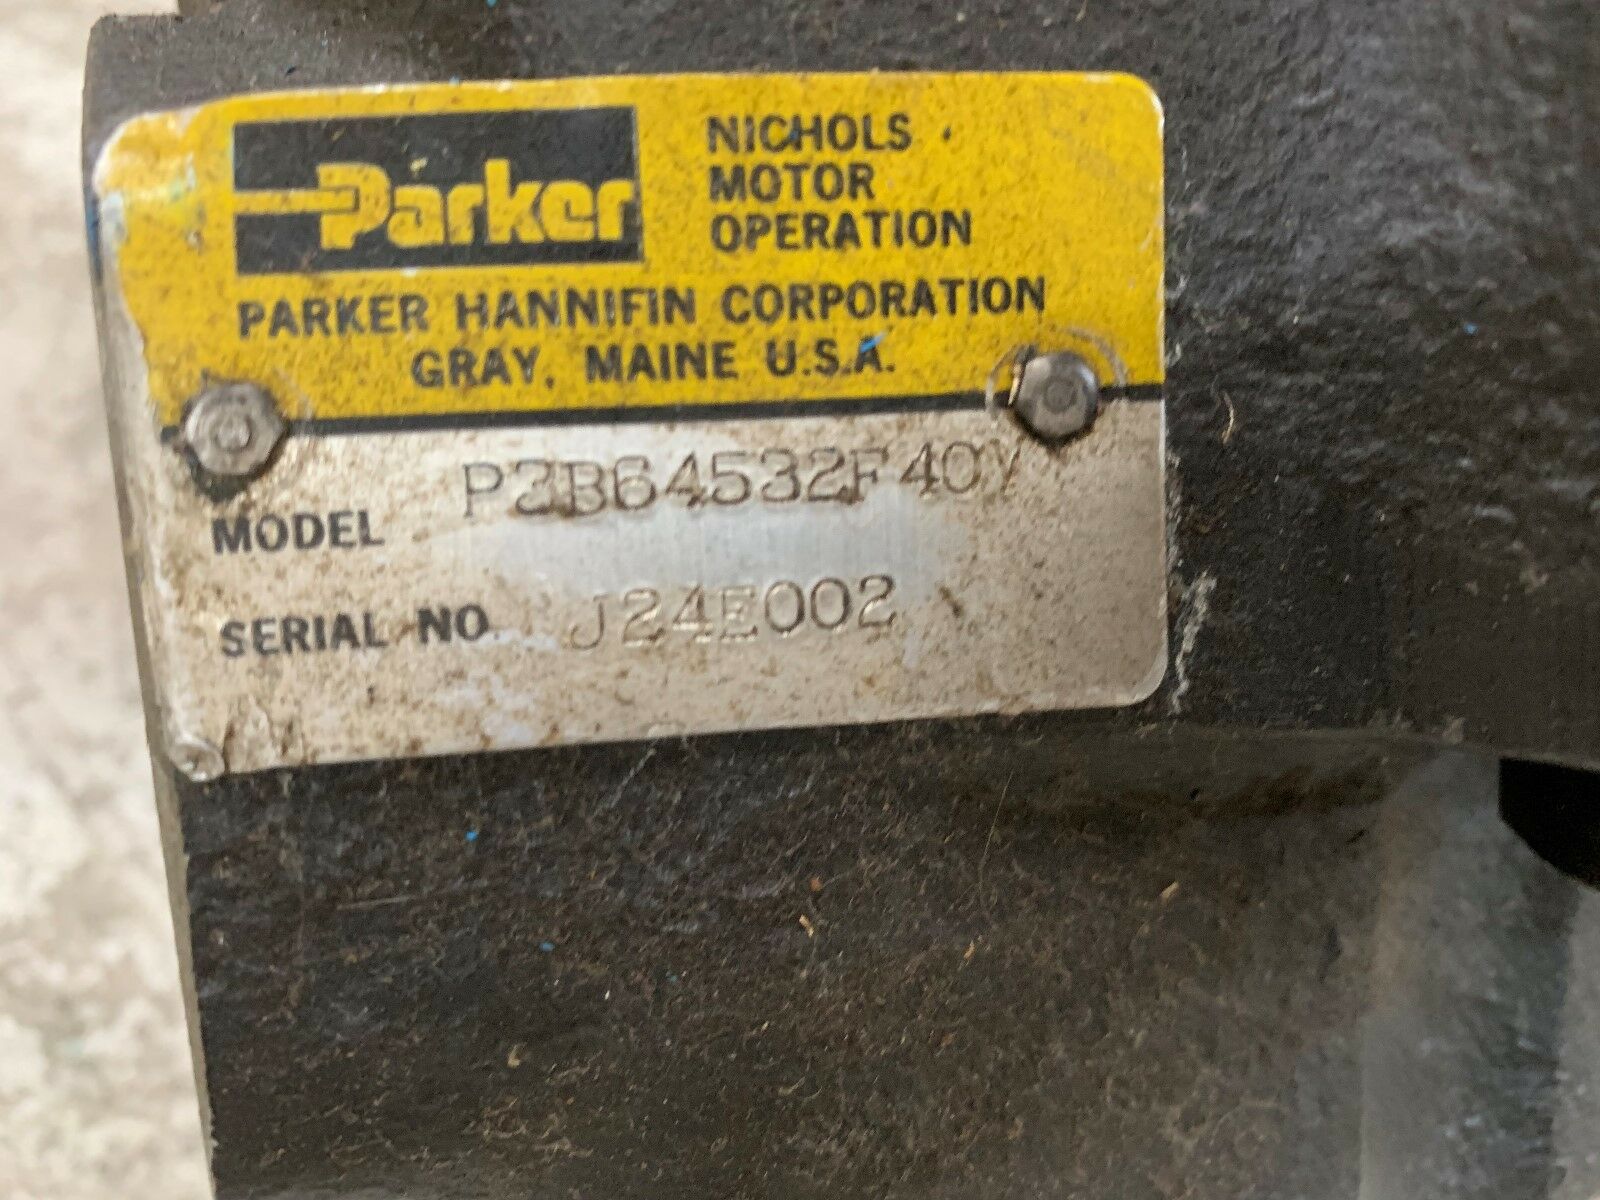 Parker
NICHOLS
MOTOR
OPERATION
PARKER HANNIFIN CORPORATION
GRAY, MAINE U.S.A.
MODEL
SERIAL NO. J24E002